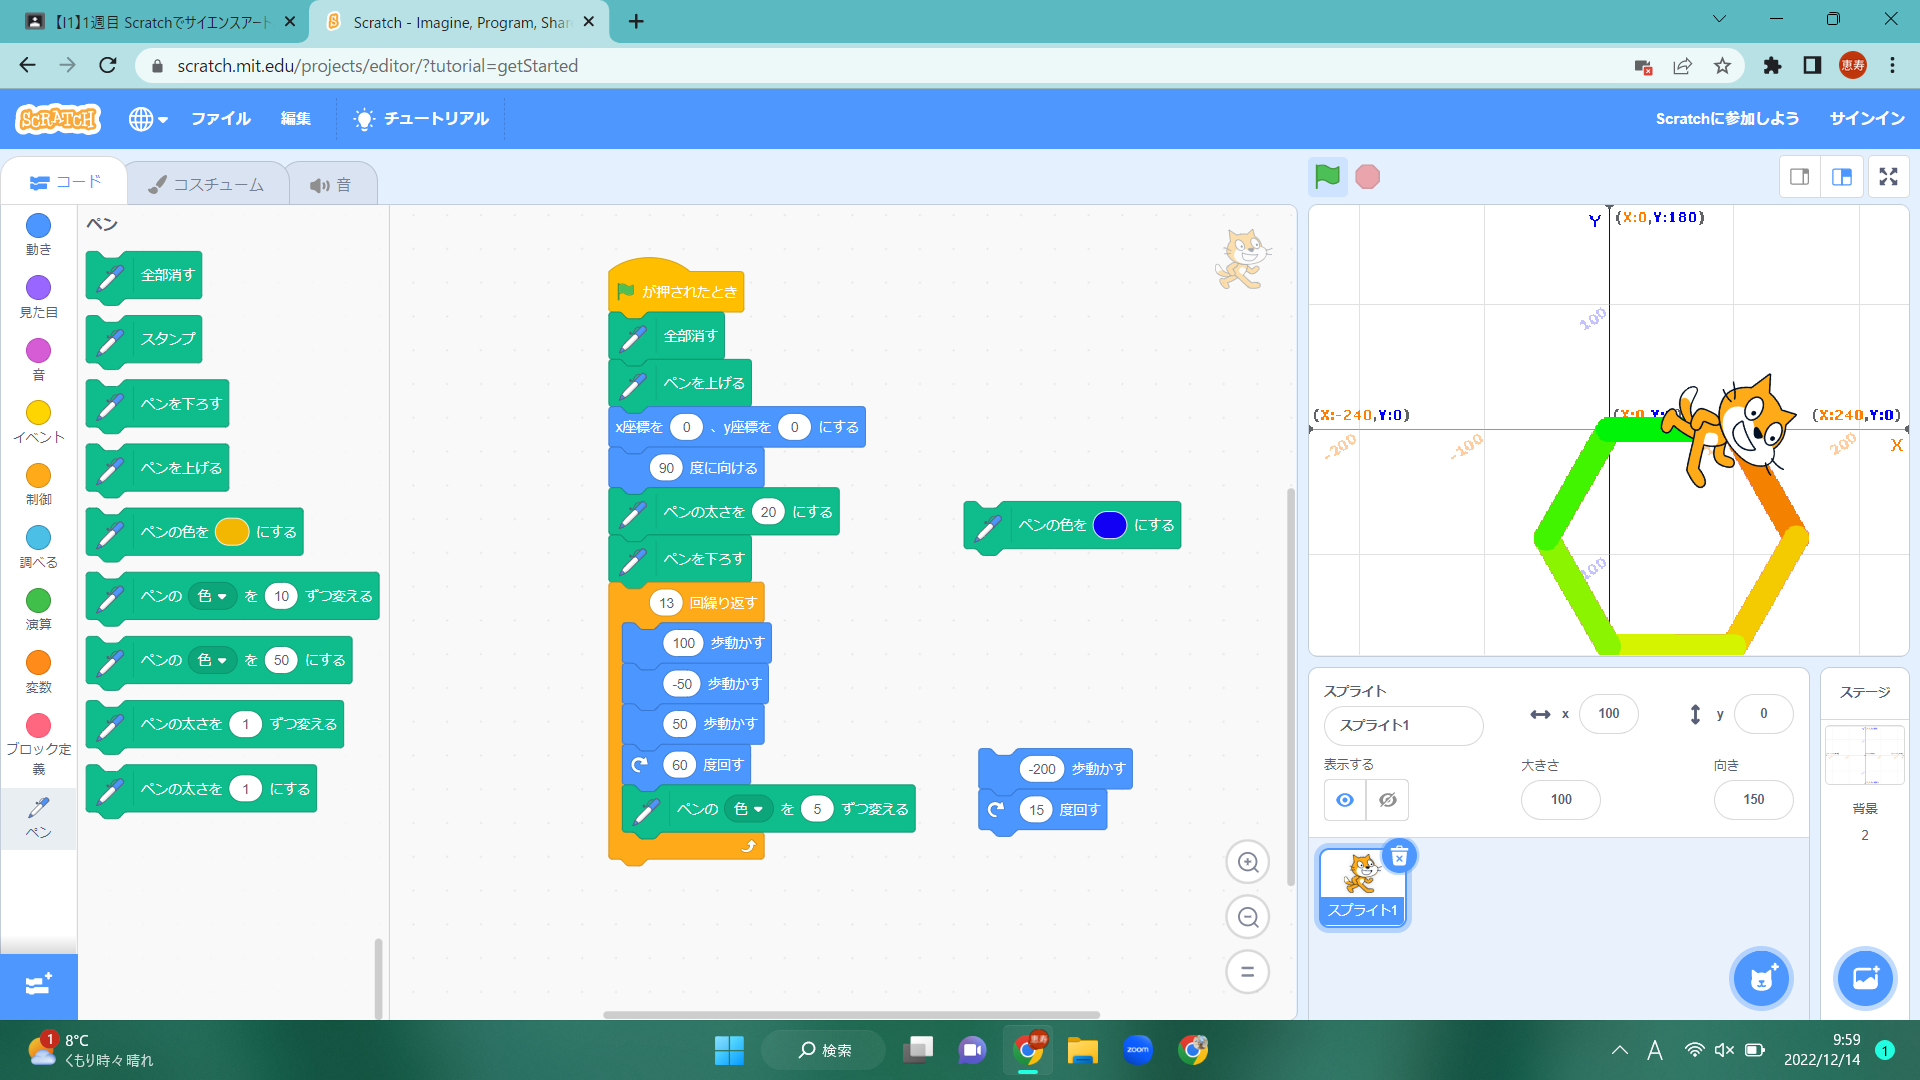 【I1】1週目 Scratchでサイエンスアート
Scratch - Imagine, Program, Shar
scratch.mit.edu/projects/editor/?tutorial=getStarted
恵寿
SCRATCH
ファイル
編集
チュートリアル
Scratchに参加しよう
サインイン
コード
コスチューム
音
動き
見た目
音
イベント
制御
調べる
演算
変数
ブロック定
義
ペン
ペン
全部消す
スタンプ
ペンを下ろす
ペンを上げる
ペンの色を にする
ペンの 色 を 10 ずつ変える
ペンの 色 を 50 にする
ペンの太さを 1 ずつ変える
ペンの太さを 1 にする
が押されたとき
全部消す
ペンを上げる
x座標を 0 、y座標を 0 にする
90 度に向ける
ペンの太さを 20 にする
ペンを下ろす
13 回繰り返す
100 歩動かす
-50 歩動かす
50 歩動かす
60 度回す
ペンの 色 を 5 ずつ変える
ペンの色を にする
-200 歩動かす
15 度回す
Y (X:0,Y:180)
100
(X:-240,Y:0)
(X:240,Y:0)
-200
-100
200
X
スプライト
スプライト1
x 100
y 0
表示する
大きさ
100
向き
150
スプライト1
ステージ
背景
2
1
8°C
くもり時々晴れ
検索
恵寿
zoom
A
9:59
2022/12/14
1